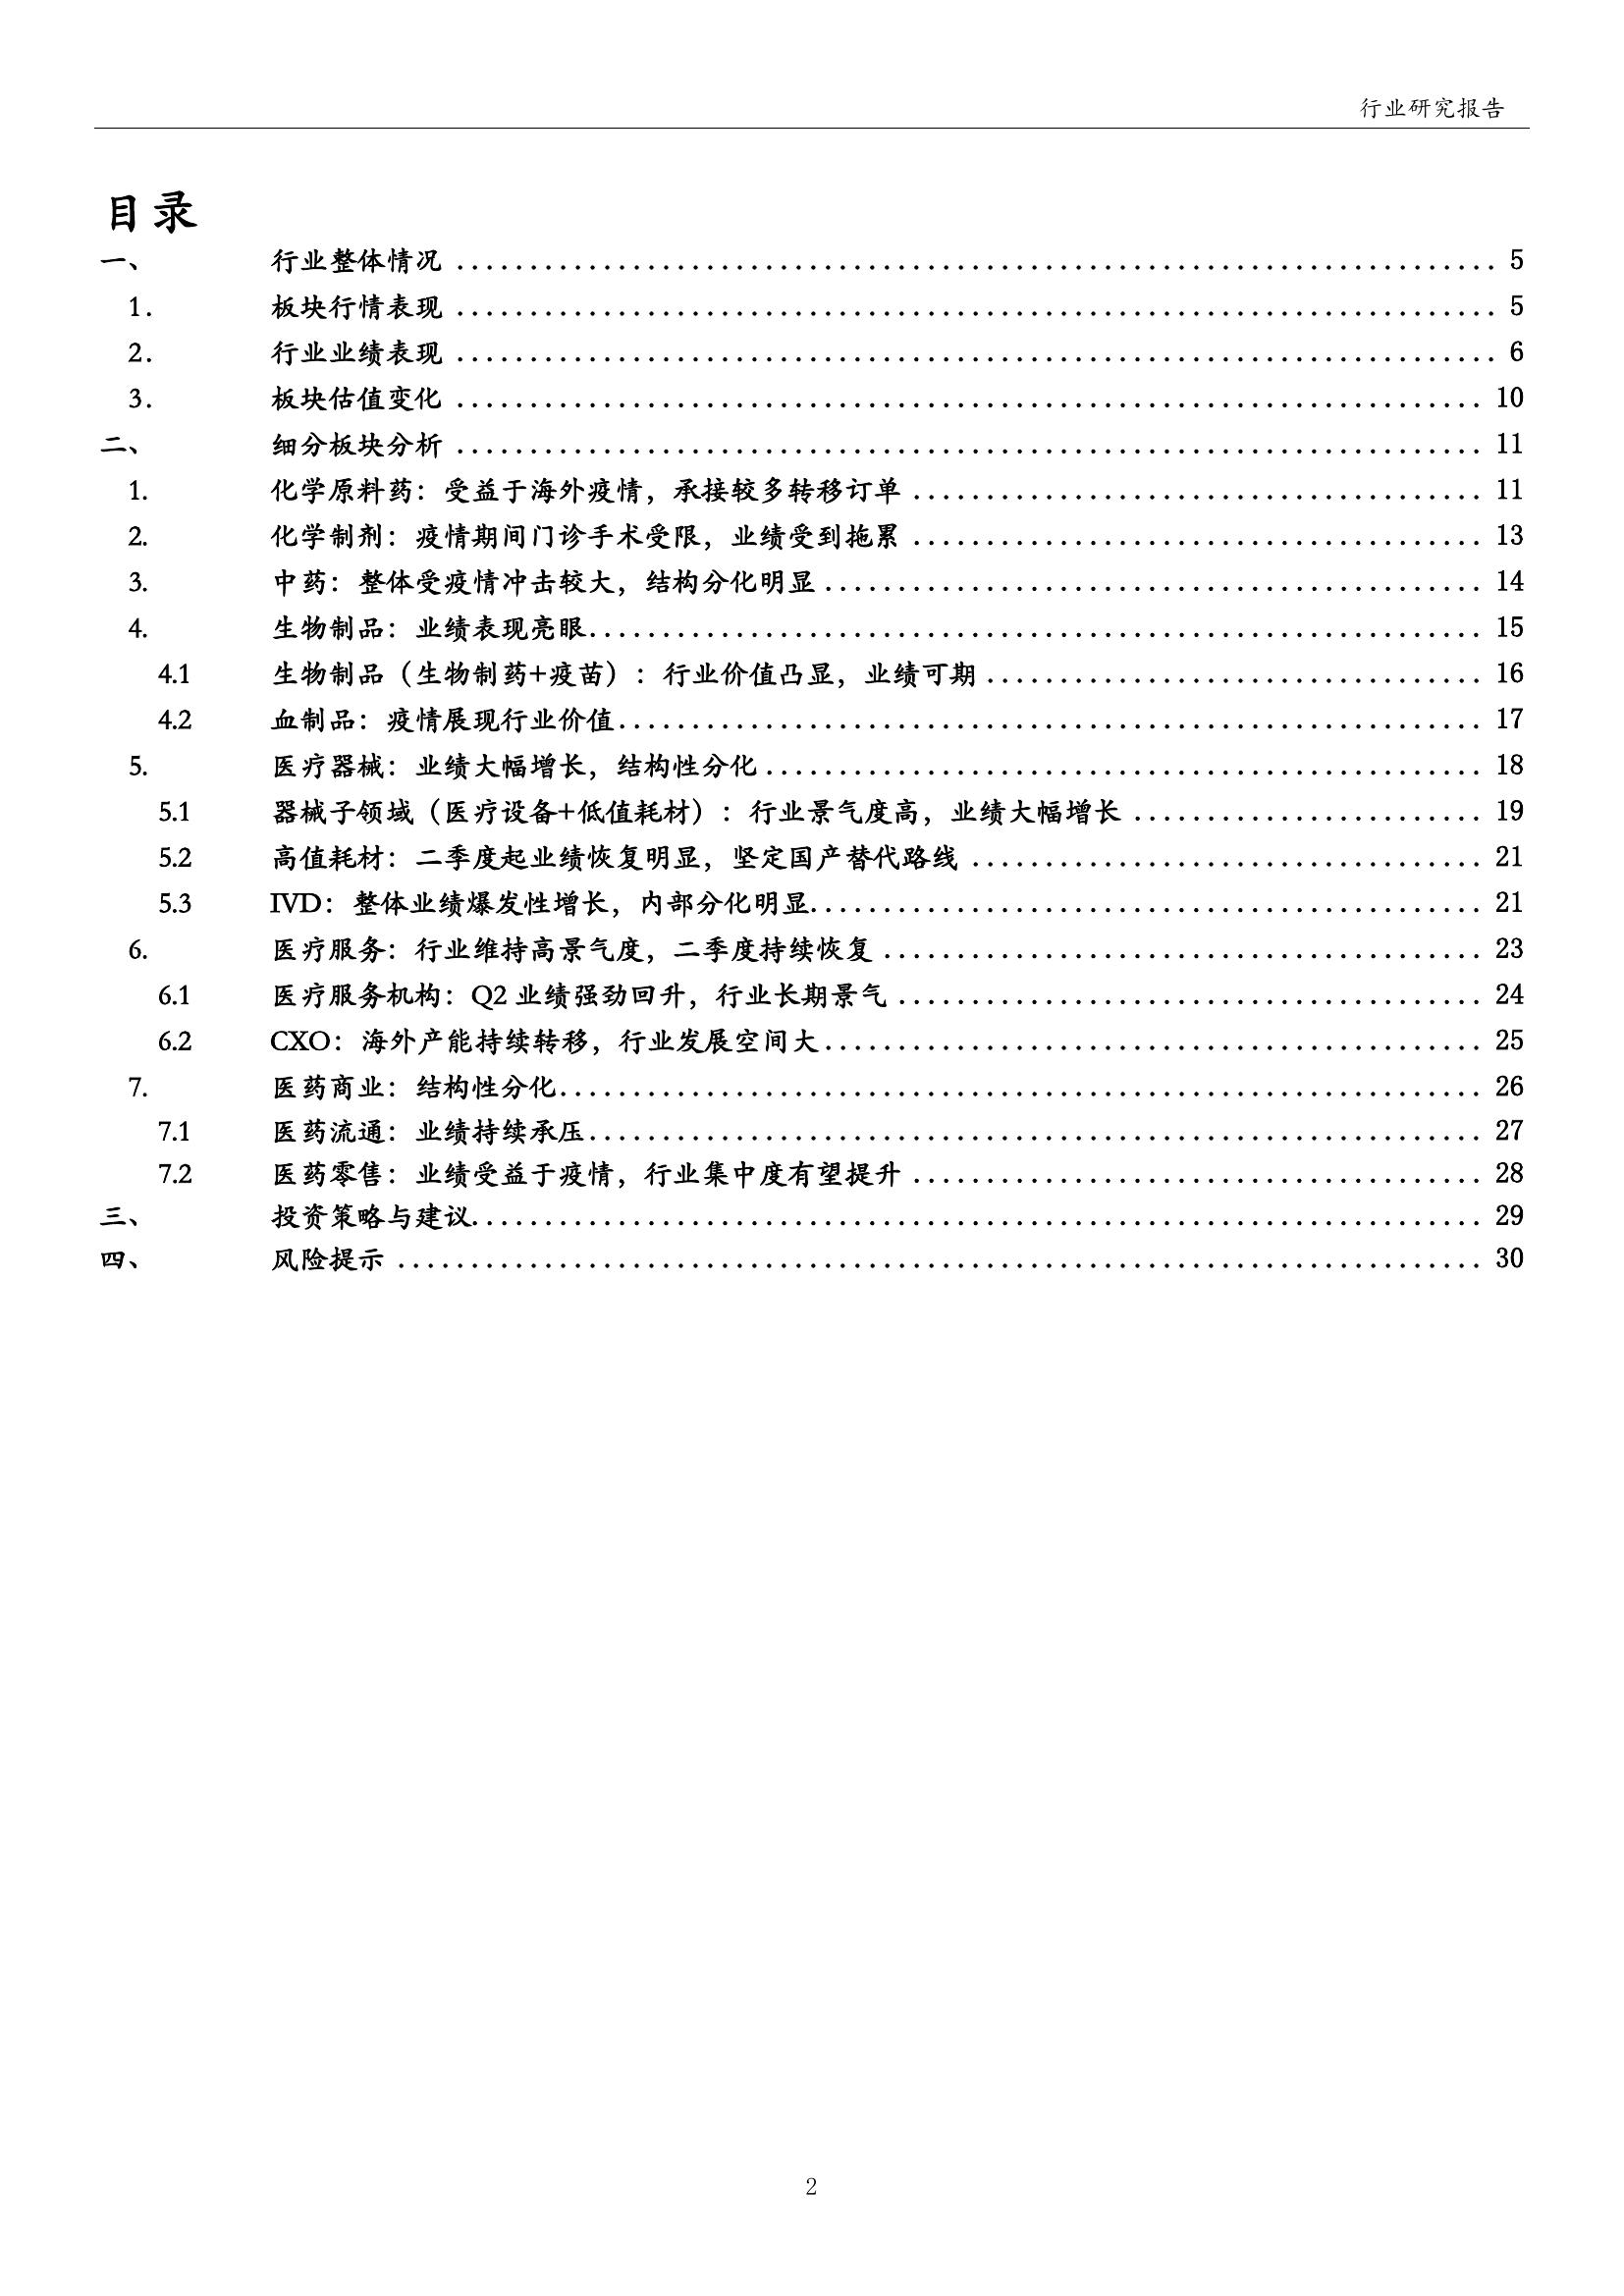 行业研究报告
目录
一、 行业整体情况 ........................................................................ 5
1. 板块行情表现 ........................................................................ 5
2. 行业业绩表现 ........................................................................ 6
3. 板块估值变化 ....................................................................... 10
二、 细分板块分析 ....................................................................... 11
1. 化学原料药：受益于海外疫情，承接较多转移订单 ....................................... 11
2. 化学制剂：疫情期间门诊手术受限，业绩受到拖累 ....................................... 13
3. 中药：整体受疫情冲击较大，结构分化明显 ............................................. 14
4. 生物制品：业绩表现亮眼............................................................. 15
4.1 生物制品（生物制药+疫苗）：行业价值凸显，业绩可期 .................................. 16
4.2 血制品：疫情展现行业价值........................................................... 17
5. 医疗器械：业绩大幅增长，结构性分化 ................................................. 18
5.1 器械子领域（医疗设备+低值耗材）：行业景气度高，业绩大幅增长 ........................ 19
5.2 高值耗材：二季度起业绩恢复明显，坚定国产替代路线 ................................... 21
5.3 IVD：整体业绩爆发性增长，内部分化明显.............................................. 21
6. 医疗服务：行业维持高景气度，二季度持续恢复 ......................................... 23
6.1 医疗服务机构：Q2 业绩强劲回升，行业长期景气 ........................................ 24
6.2 CXO：海外产能持续转移，行业发展空间大............................................. 25
7. 医药商业：结构性分化............................................................... 26
7.1 医药流通：业绩持续承压............................................................. 27
7.2 医药零售：业绩受益于疫情，行业集中度有望提升 ....................................... 28
三、 投资策略与建议..................................................................... 29
四、 风险提示 ........................................................................... 30
2